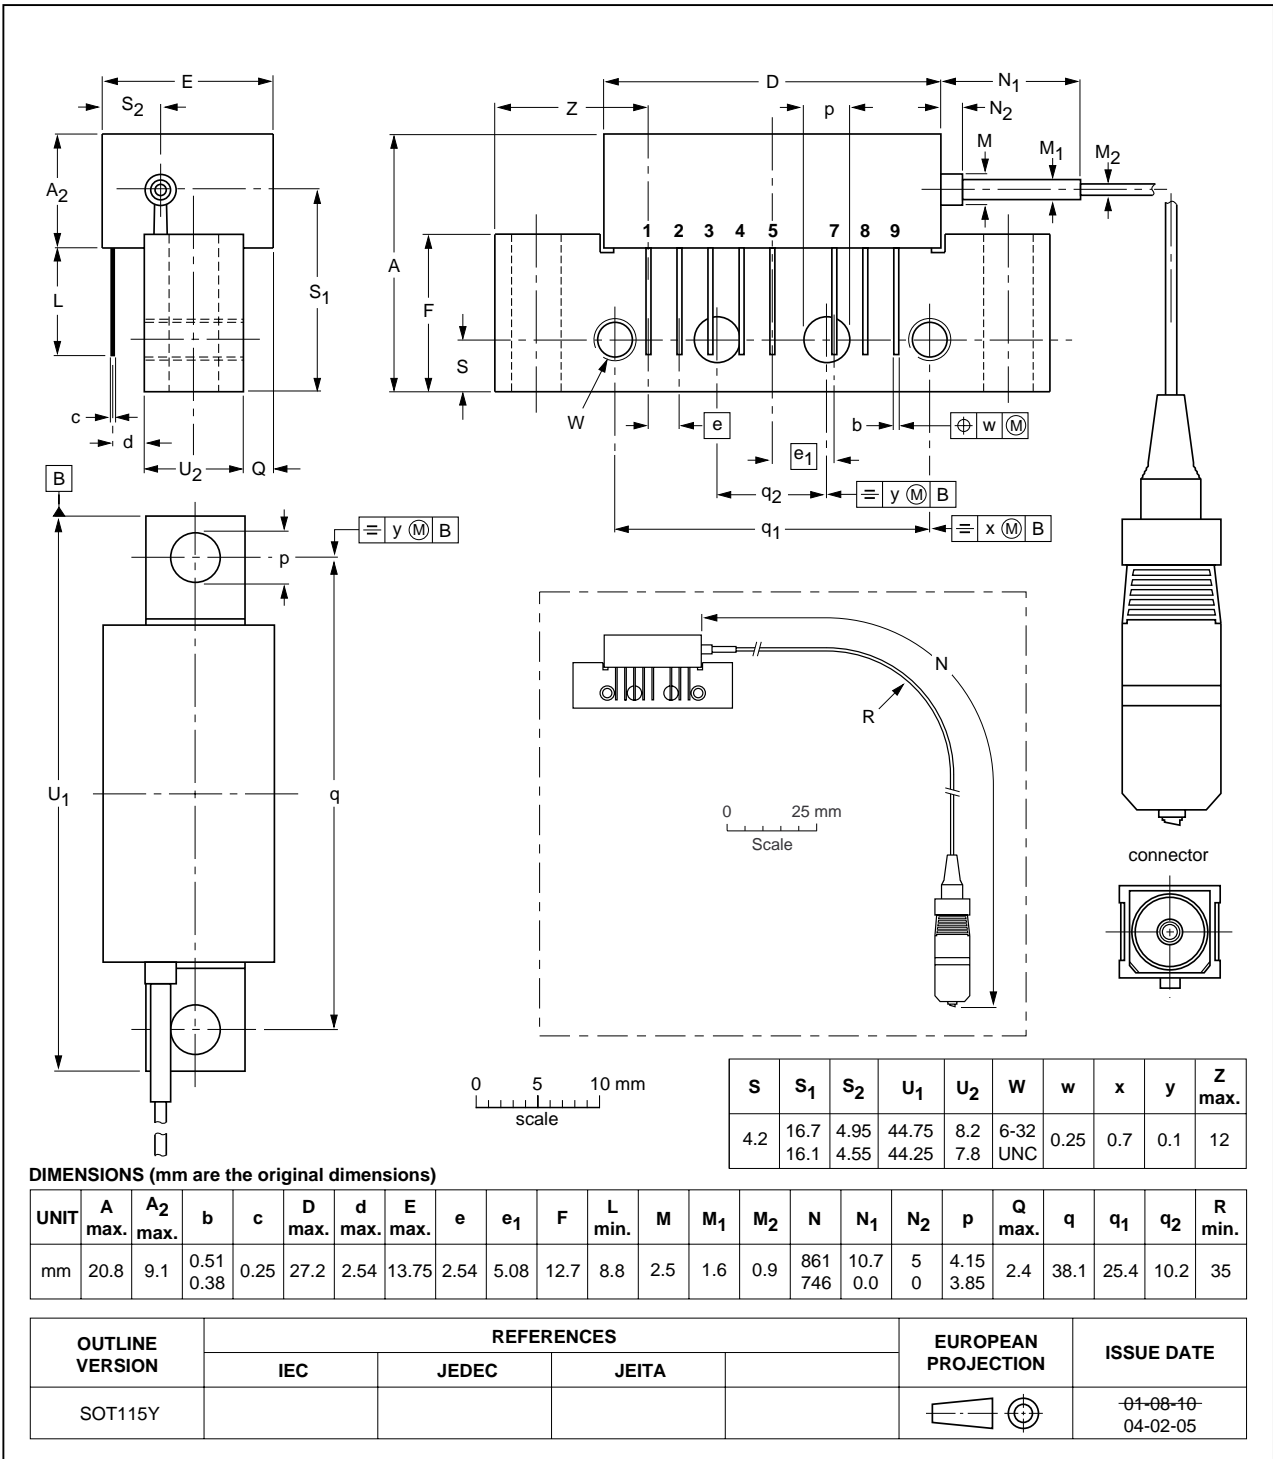 E
S2
A2
L
S1
c
d
U2
Q
D
N1
Z
p
N2
M
M1
M2
1 2 3 4 5 7 8 9
A
F
S
W
e
b
w M
e1
q2
y M B
q1
x M B
B
y M B
p
U1
q
N
R
0 25 mm
Scale
connector
0 5 10 mm
scale
S S1 S2 U1 U2 W w x y Z max.
4.2 16.7 16.1 4.95 4.55 44.75 44.25 8.2 7.8 6-32 UNC 0.25 0.7 0.1 12
DIMENSIONS (mm are the original dimensions)
UNIT A max. A2 max. b c D max. d max. E max. e e1 F L min. M M1 M2 N N1 N2 p Q max. q q1 q2 R min.
mm 20.8 9.1 0.51 0.38 0.25 27.2 2.54 13.75 2.54 5.08 12.7 8.8 2.5 1.6 0.9 861 746 10.7 0.0 5 0 4.15 3.85 2.4 38.1 25.4 10.2 35
OUTLINE VERSION
REFERENCES
IEC JEDEC JEITA
EUROPEAN PROJECTION
ISSUE DATE
SOT115Y
01-08-10
04-02-05